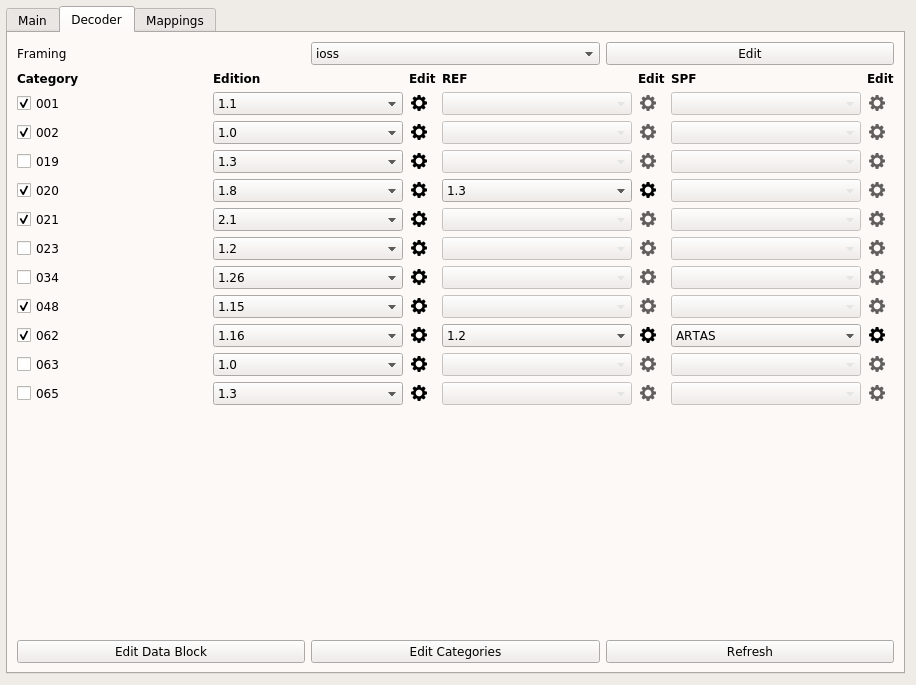 Main Decoder Mappings
Framing ioss Edit
Category Edition Edit REF Edit SPF Edit
001 1.1
002 1.0
019 1.3
020 1.8 1.3
021 2.1
023 1.2
034 1.26
048 1.15
062 1.16 1.2 ARTAS
063 1.0
065 1.3
Edit Data Block Edit Categories Refresh